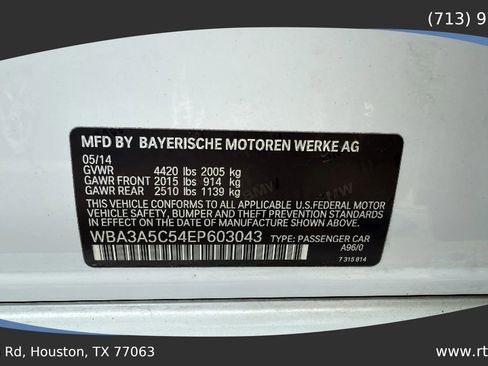 (713) 9
MFD BY BAYERISCHE MOTOREN WERKE AG
05/14
GVWR 4420 lbs 2005 kg
GAWR FRONT 2015 lbs 914 kg
GAWR REAR 2510 lbs 1139 kg
THIS VEHICLE CONFORMS TO ALL APPLICABLE U.S.FEDERAL MOTOR
VEHICLE SAFETY, BUMPER AND THEFT PREVENTION STANDARDS IN
EFFECT ON THE DATE OF MANUFACTURE SHOWN ABOVE.
WBA3A5C54EP603043 TYPE: PASSENGER CAR
A96/0
7 315 814
Rd, Houston, TX 77063
www.rt